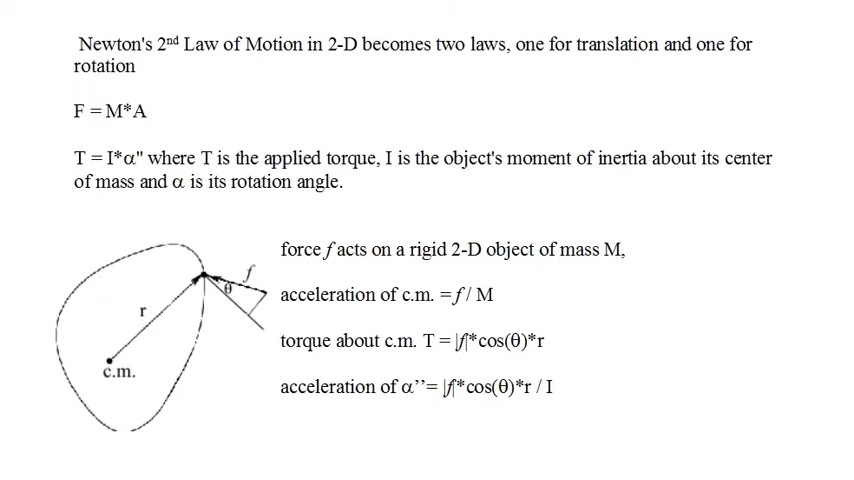 Newton's 2nd Law of Motion in 2-D becomes two laws, one for translation and one for
rotation
F = M*A
T = I*α" where T is the applied torque, I is the object's moment of inertia about its center
of mass and α is its rotation angle.
force f acts on a rigid 2-D object of mass M,
f
θ
acceleration of c.m. = f / M
r
torque about c.m. T = |f|*cos(θ)*r
c.m.
acceleration of α’’= |f|*cos(θ)*r / I